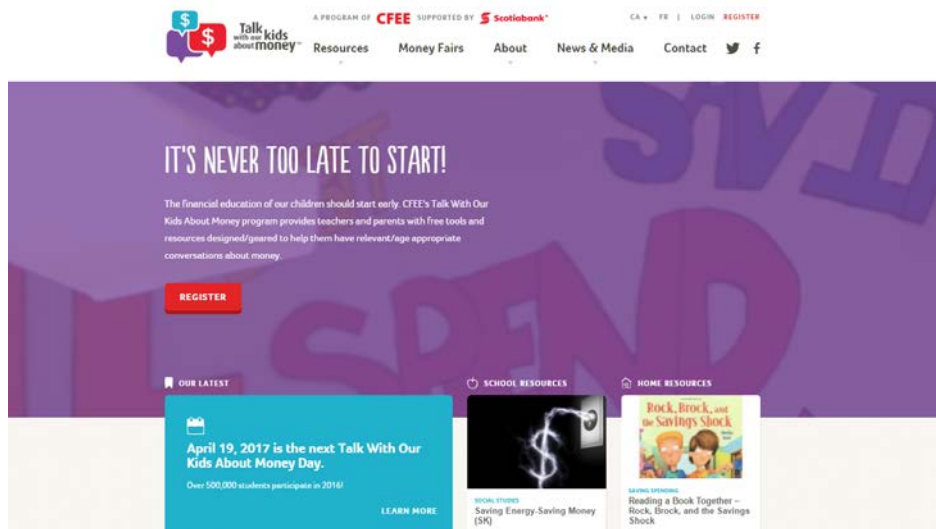 A PROGRAM OF CFEE SUPPORTED BY Scotiabank
CA FR | LOGIN REGISTER
$
$
Talk
with our kids
about money™
Resources Money Fairs About News & Media Contact
SAVI
SPEND
IT'S NEVER TOO LATE TO START!
The financial education of our children should start early. CFEE's Talk With Our
Kids About Money program provides teachers and parents with free tools and
resources designed/geared to help them have relevant/age appropriate
conversations about money.
REGISTER
OUR LATEST
April 19, 2017 is the next Talk With Our
Kids About Money Day.
Over 500,000 students participate in 2016!
LEARN MORE
SCHOOL RESOURCES
SOCIAL STUDIES
Saving Energy-Saving Money
(SK)
HOME RESOURCES
Rock, Brock, and
the Savings Shock
SAVING SPENDING
Reading a Book Together –
Rock, Brock, and the Savings
Shock